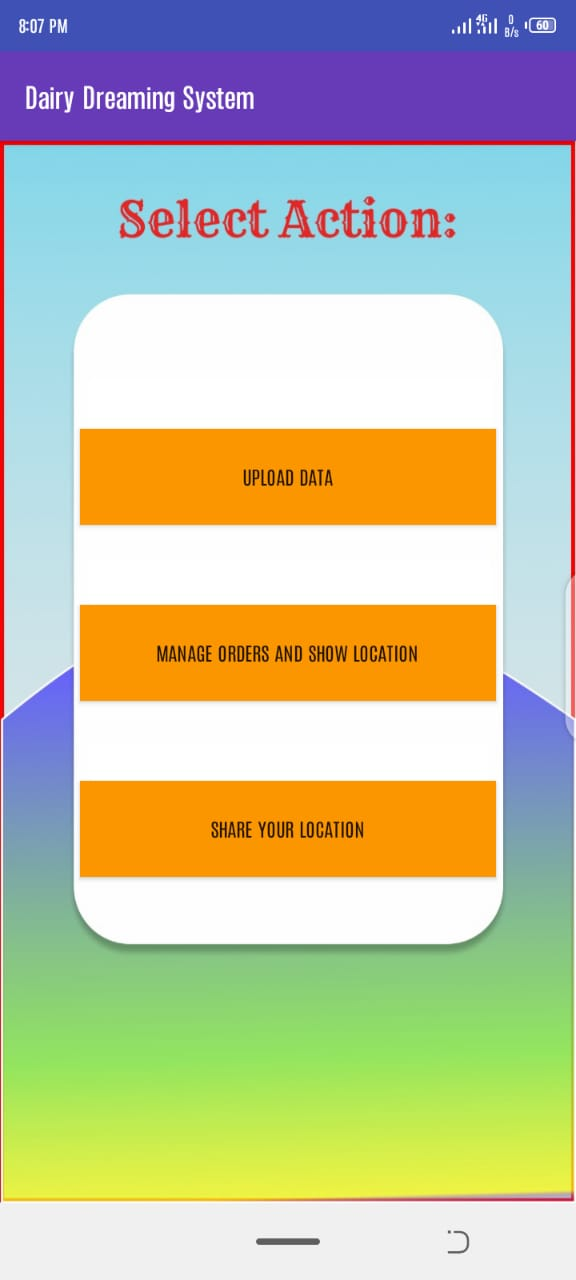 8:07 PM
4G
0
B/s
60
Dairy Dreaming System
Select Action:
UPLOAD DATA
MANAGE ORDERS AND SHOW LOCATION
SHARE YOUR LOCATION